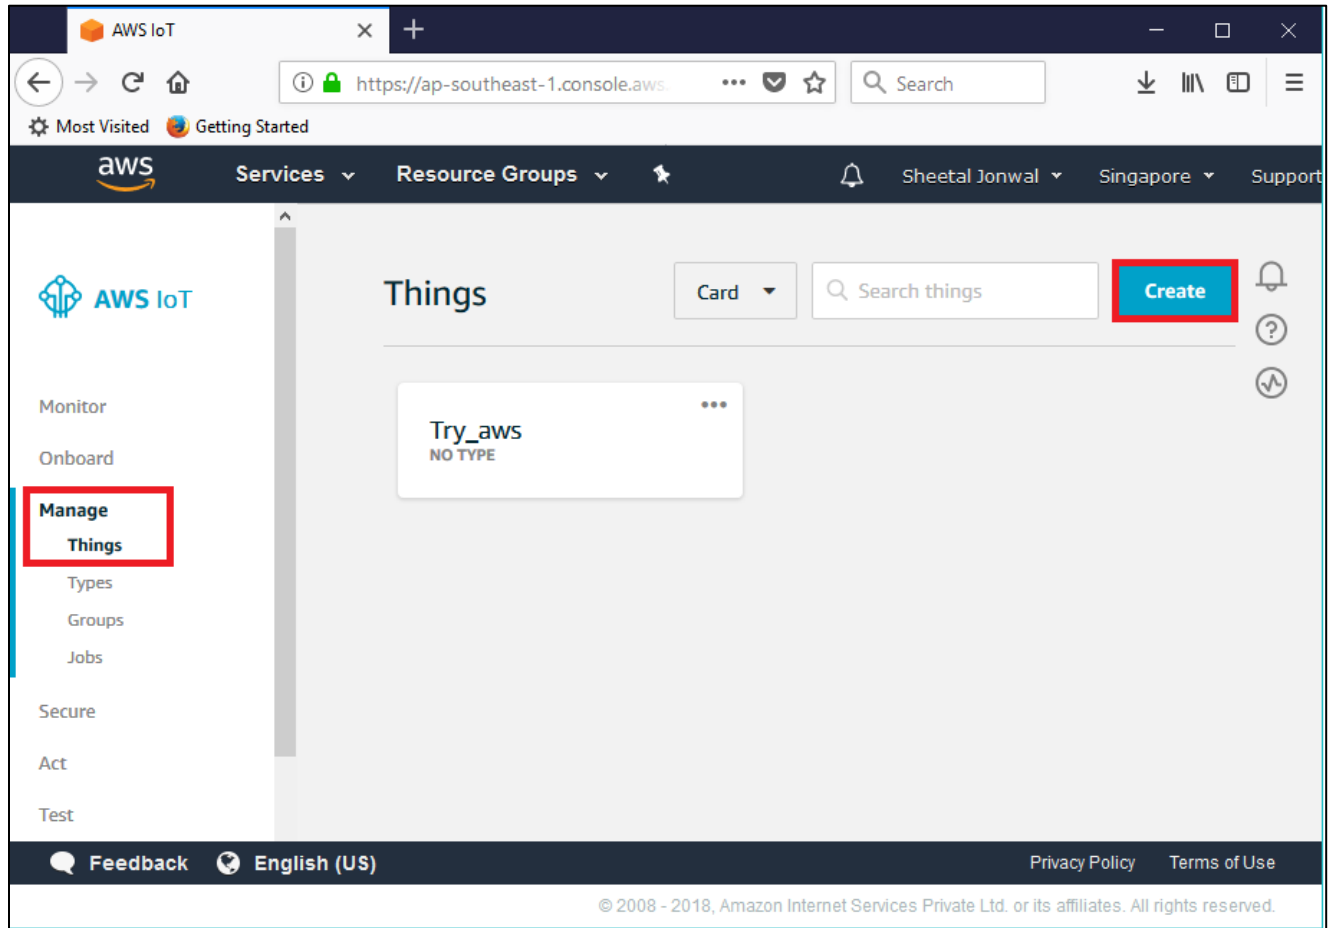 AWS IoT
https://ap-southeast-1.console.aws.
Search
Most Visited Getting Started
aws Services Resource Groups Sheetal Jonwal Singapore Support
AWS IoT
Things Card Search things Create
Monitor
Onboard
Manage
Things
Types
Groups
Jobs
Secure
Act
Test
Try_aws
NO TYPE
Feedback English (US) Privacy Policy Terms of Use
© 2008 - 2018, Amazon Internet Services Private Ltd. or its affiliates. All rights reserved.